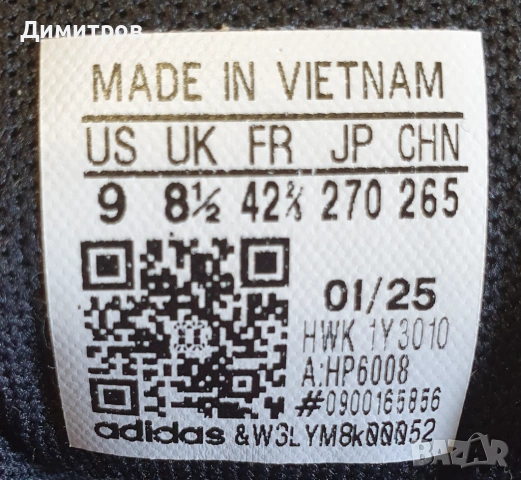 Димитров
MADE IN VIETNAM
US UK FR JP CHN
9 8½ 42⅔ 270 265
01/25
HWK 1Y3010
A:HP6008
#0900165856
adidas &W3LYM8k00052
BAZAR